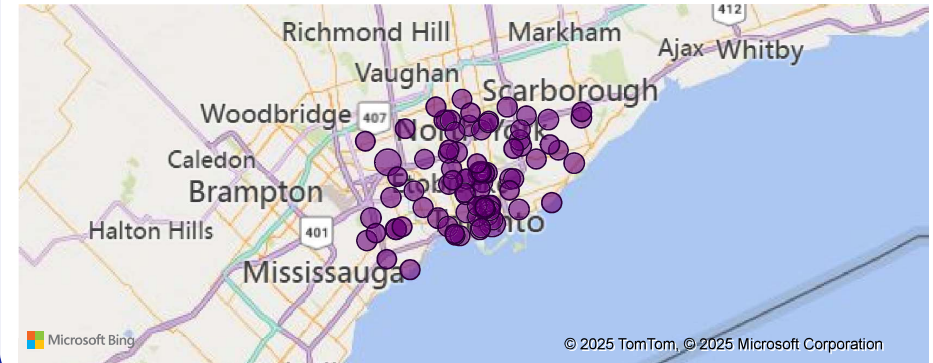 412
Richmond Hill
Markham
Ajax Whitby
Vaughan
Scarborough
Woodbridge
407
Caledon
Brampton
Halton Hills
401
Mississauga
Microsoft Bing
© 2025 TomTom, © 2025 Microsoft Corporation